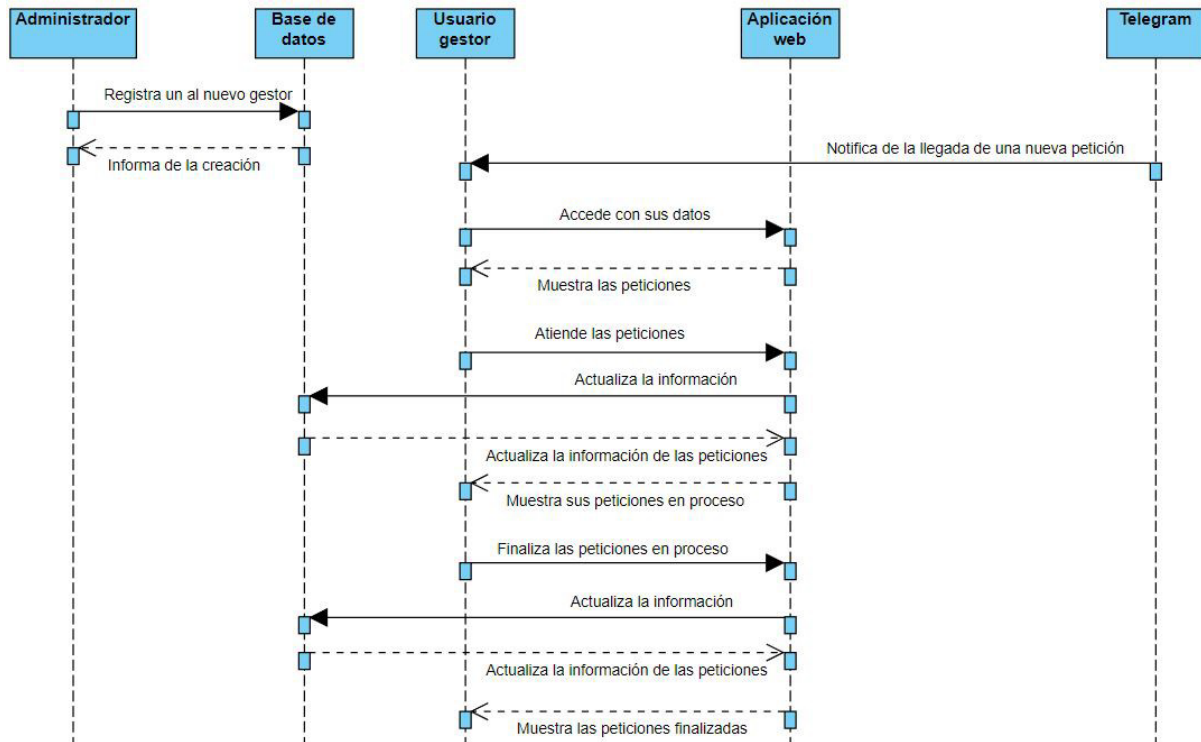 Administrador
Base de
datos
Usuario
gestor
Aplicación
web
Telegram
Registra un al nuevo gestor
Informa de la creación
Notifica de la llegada de una nueva petición
Accede con sus datos
Muestra las peticiones
Atiende las peticiones
Actualiza la información
Actualiza la información de las peticiones
Muestra sus peticiones en proceso
Finaliza las peticiones en proceso
Actualiza la información
Actualiza la información de las peticiones
Muestra las peticiones finalizadas